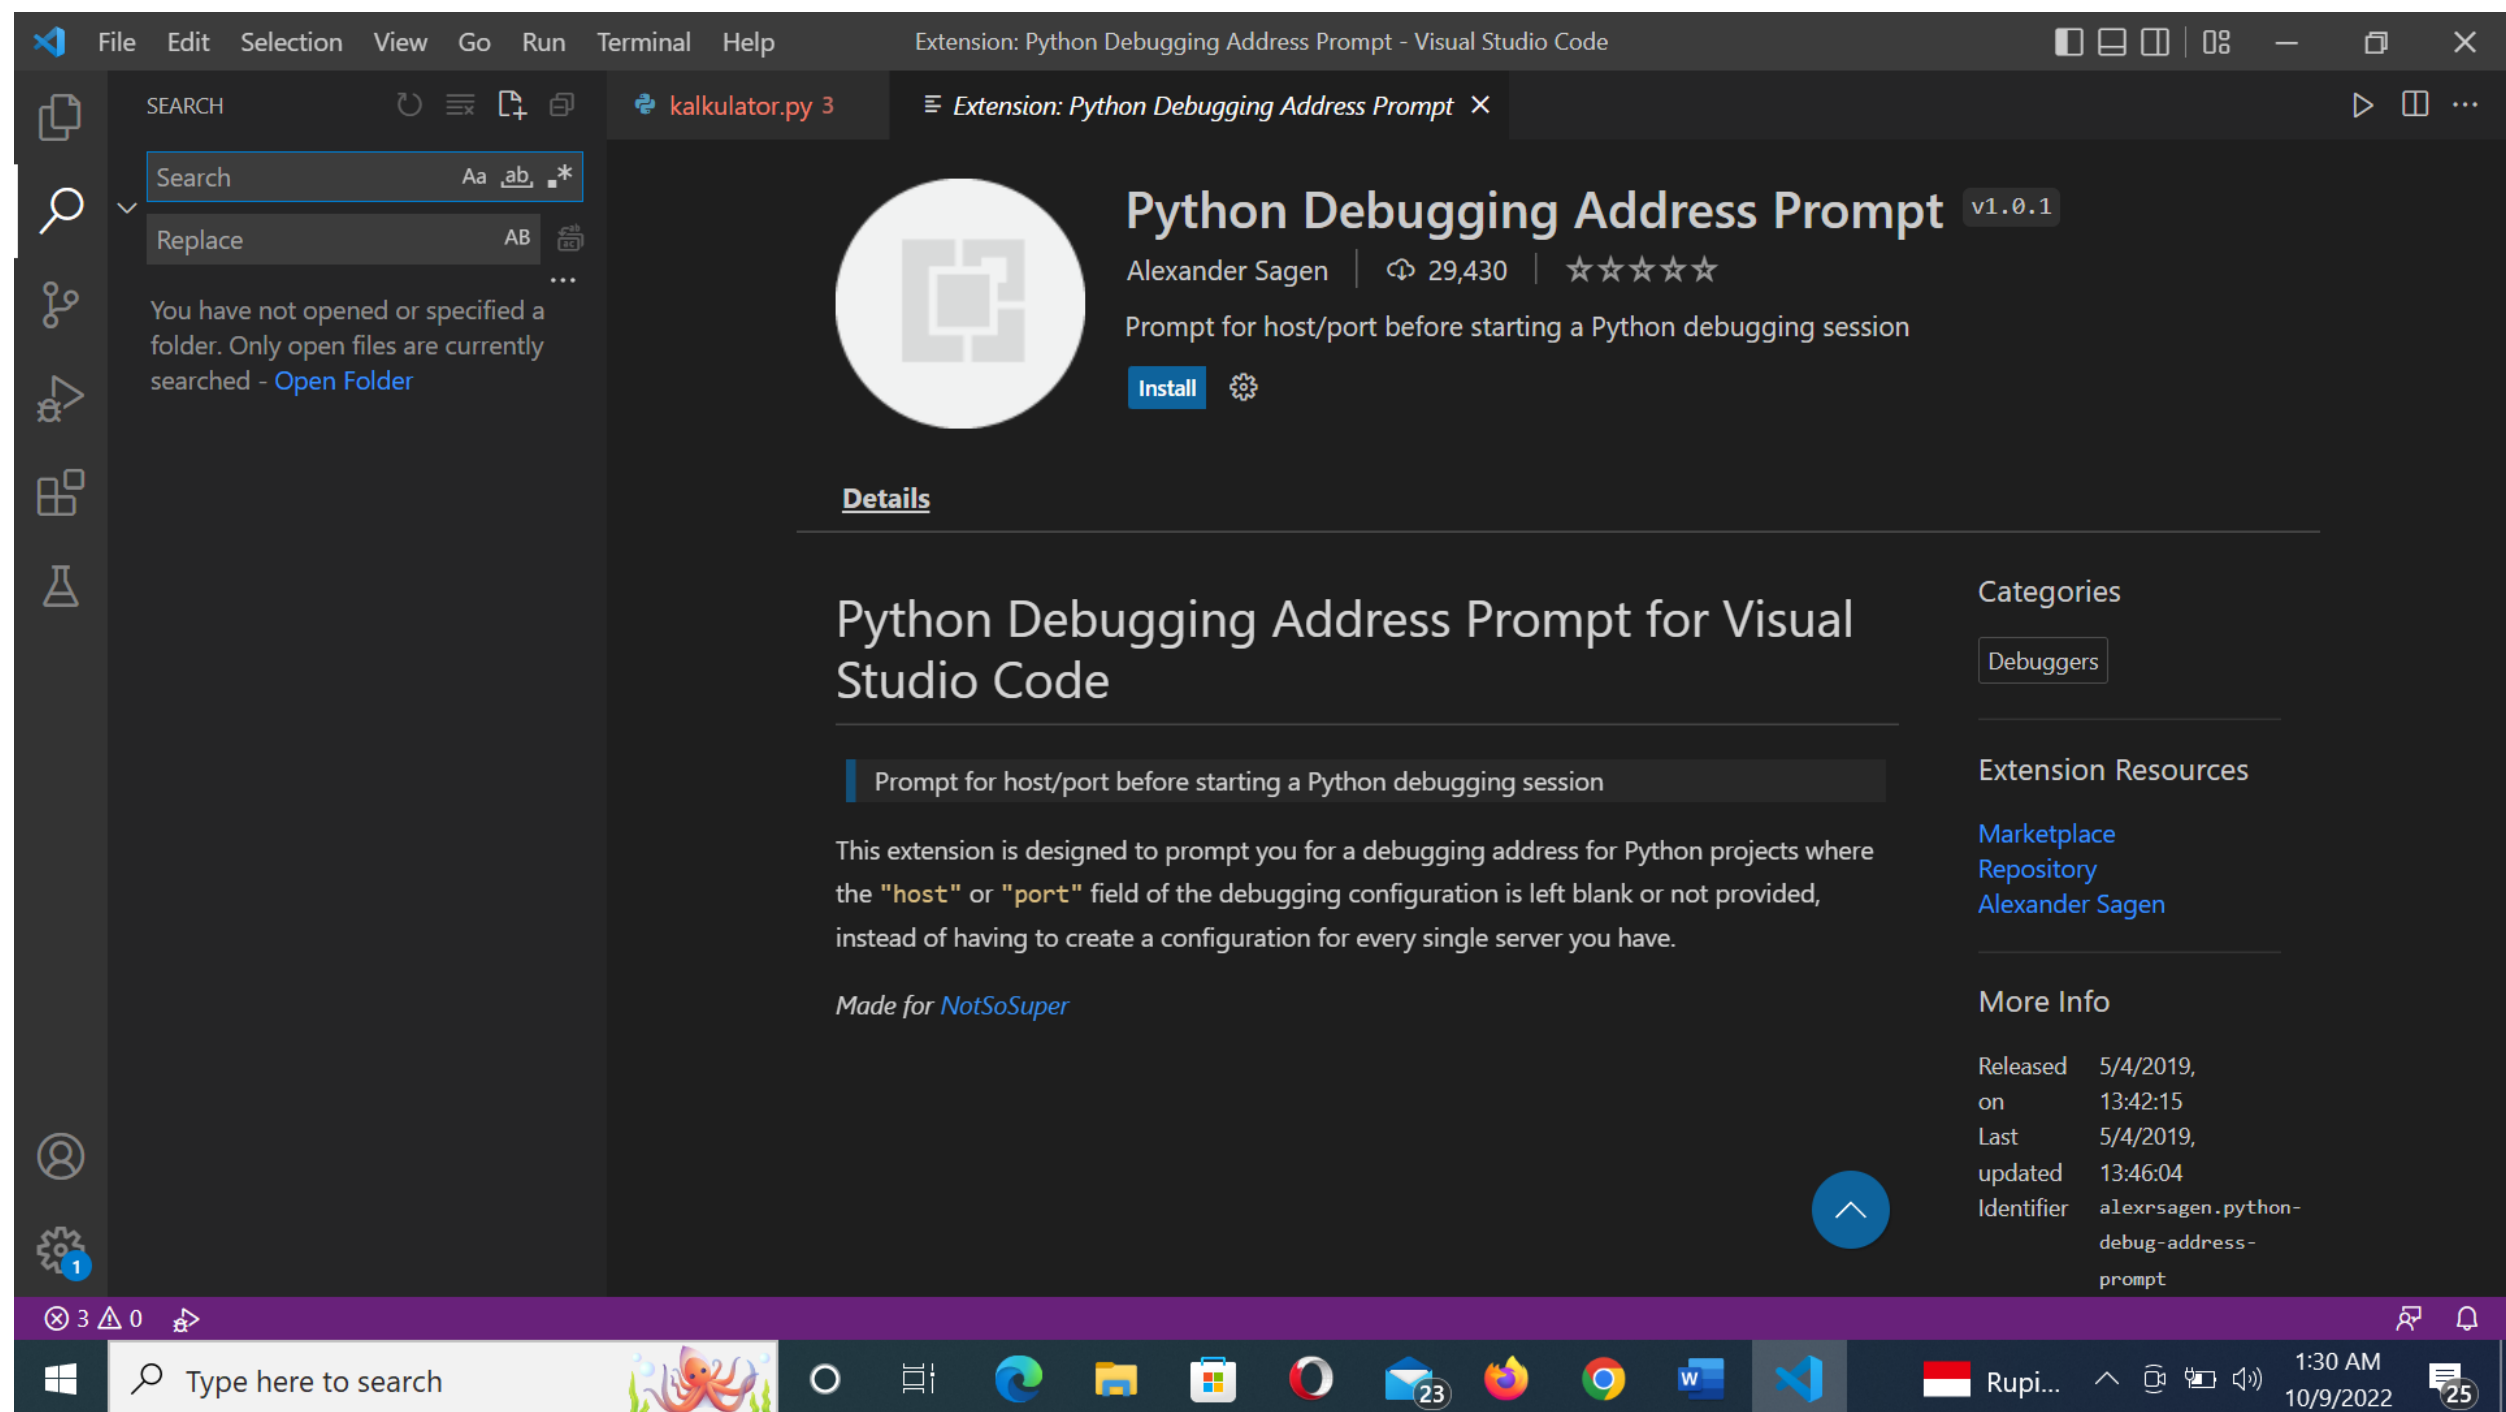 File Edit Selection View Go Run Terminal Help Extension: Python Debugging Address Prompt - Visual Studio Code
SEARCH
kalkulator.py 3
Extension: Python Debugging Address Prompt
Search Aa ab
Replace AB
You have not opened or specified a
folder. Only open files are currently
searched - Open Folder
Python Debugging Address Prompt v1.0.1
Alexander Sagen 29,430
Prompt for host/port before starting a Python debugging session
Install
Details
Python Debugging Address Prompt for Visual
Studio Code
Prompt for host/port before starting a Python debugging session
This extension is designed to prompt you for a debugging address for Python projects where
the "host" or "port" field of the debugging configuration is left blank or not provided,
instead of having to create a configuration for every single server you have.
Made for NotSoSuper
Categories
Debuggers
Extension Resources
Marketplace
Repository
Alexander Sagen
More Info
Released 5/4/2019,
on 13:42:15
Last 5/4/2019,
updated 13:46:04
Identifier alexrsagen.python-
debug-address-
prompt
1
3 0
Type here to search
23
W
Rupi...
1:30 AM
10/9/2022
25